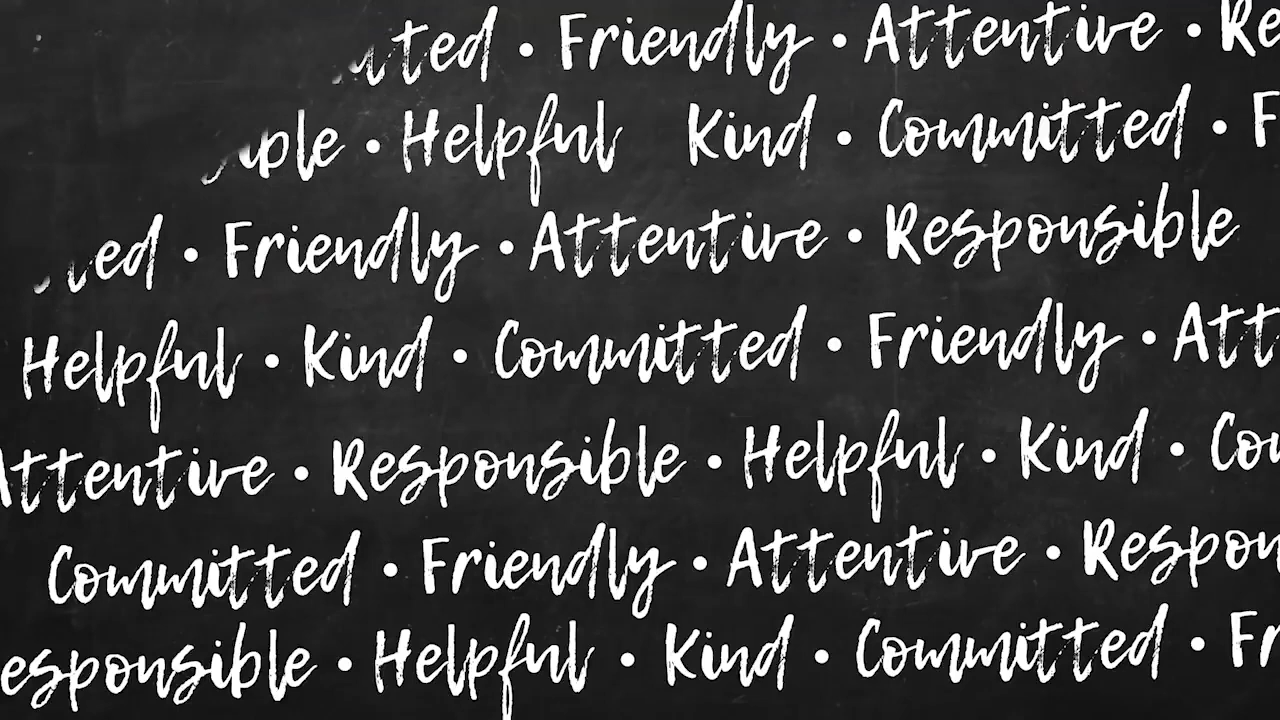 • Friendly • Attentive •
• Helpful Kind • Committed •
• Friendly • Attentive • Responsible
Helpful • Kind • Committed • Friendly •
Attentive • Responsible • Helpful • Kind •
Committed • Friendly • Attentive •
• Helpful • Kind • Committed •